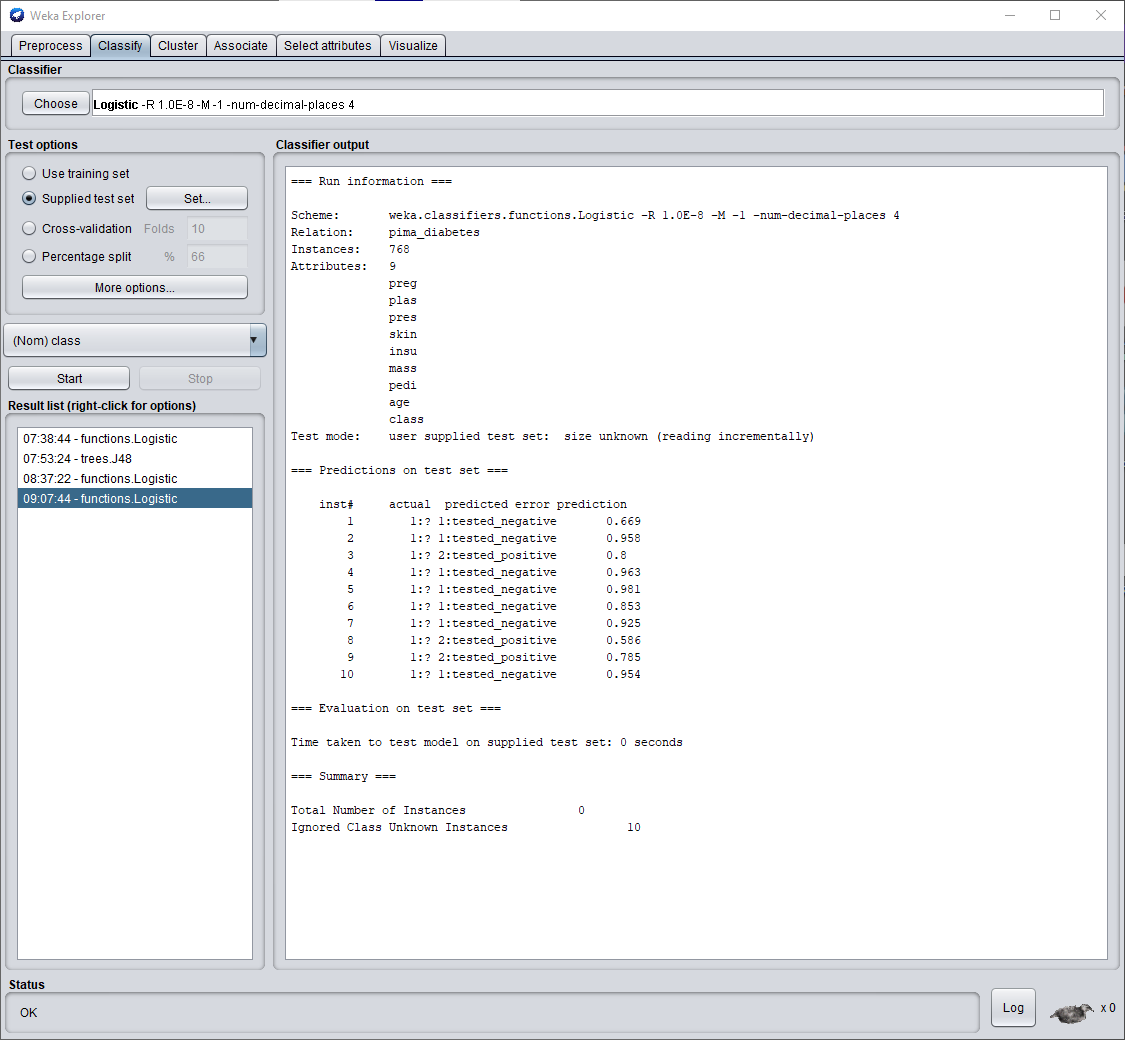 Weka Explorer
Preprocess Classify Cluster Associate Select attributes Visualize
Classifier
Choose Logistic -R 1.0E-8 -M -1 -num-decimal-places 4
Test options
Use training set
Supplied test set Set...
Cross-validation Folds 10
Percentage split % 66
More options...
(Nom) class
Start Stop
Result list (right-click for options)
07:38:44 - functions.Logistic
07:53:24 - trees.J48
08:37:22 - functions.Logistic
09:07:44 - functions.Logistic
Classifier output
=== Run information ===
Scheme: weka.classifiers.functions.Logistic -R 1.0E-8 -M -1 -num-decimal-places 4
Relation: pima_diabetes
Instances: 768
Attributes: 9
preg
plas
pres
skin
insu
mass
pedi
age
class
Test mode: user supplied test set: size unknown (reading incrementally)
=== Predictions on test set ===
inst# actual predicted error prediction
1 1:? 1:tested_negative 0.669
2 1:? 1:tested_negative 0.958
3 1:? 2:tested_positive 0.8
4 1:? 1:tested_negative 0.963
5 1:? 1:tested_negative 0.981
6 1:? 1:tested_negative 0.853
7 1:? 1:tested_negative 0.925
8 1:? 2:tested_positive 0.586
9 1:? 2:tested_positive 0.785
10 1:? 1:tested_negative 0.954
=== Evaluation on test set ===
Time taken to test model on supplied test set: 0 seconds
=== Summary ===
Total Number of Instances 0
Ignored Class Unknown Instances 10
Status
OK
Log x 0